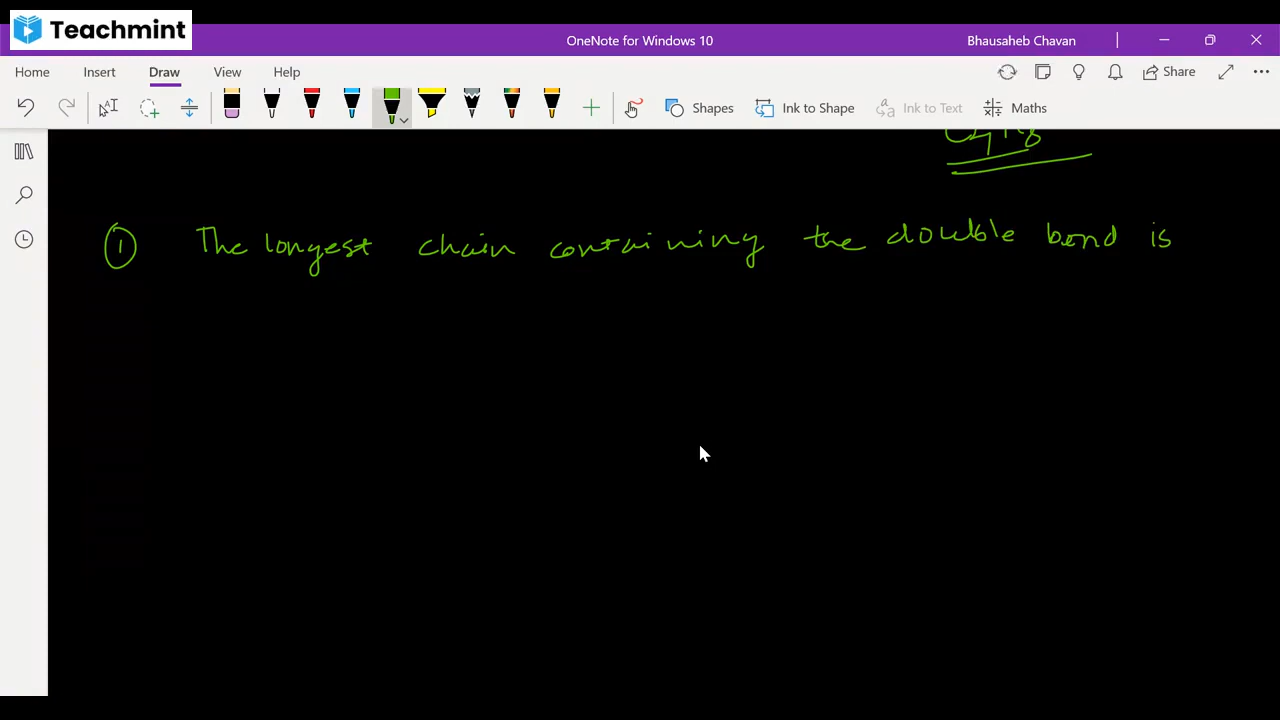 Teachmint
OneNote for Windows 10
Bhausaheb Chavan
Home Insert Draw View Help
Share
Shapes Ink to Shape Ink to Text Maths
C4H8
① The longest chain containing the double bond is